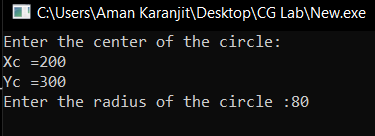 C:\Users\Aman Karanjit\Desktop\CG Lab\New.exe
Enter the center of the circle:
Xc =200
Yc =300
Enter the radius of the circle :80